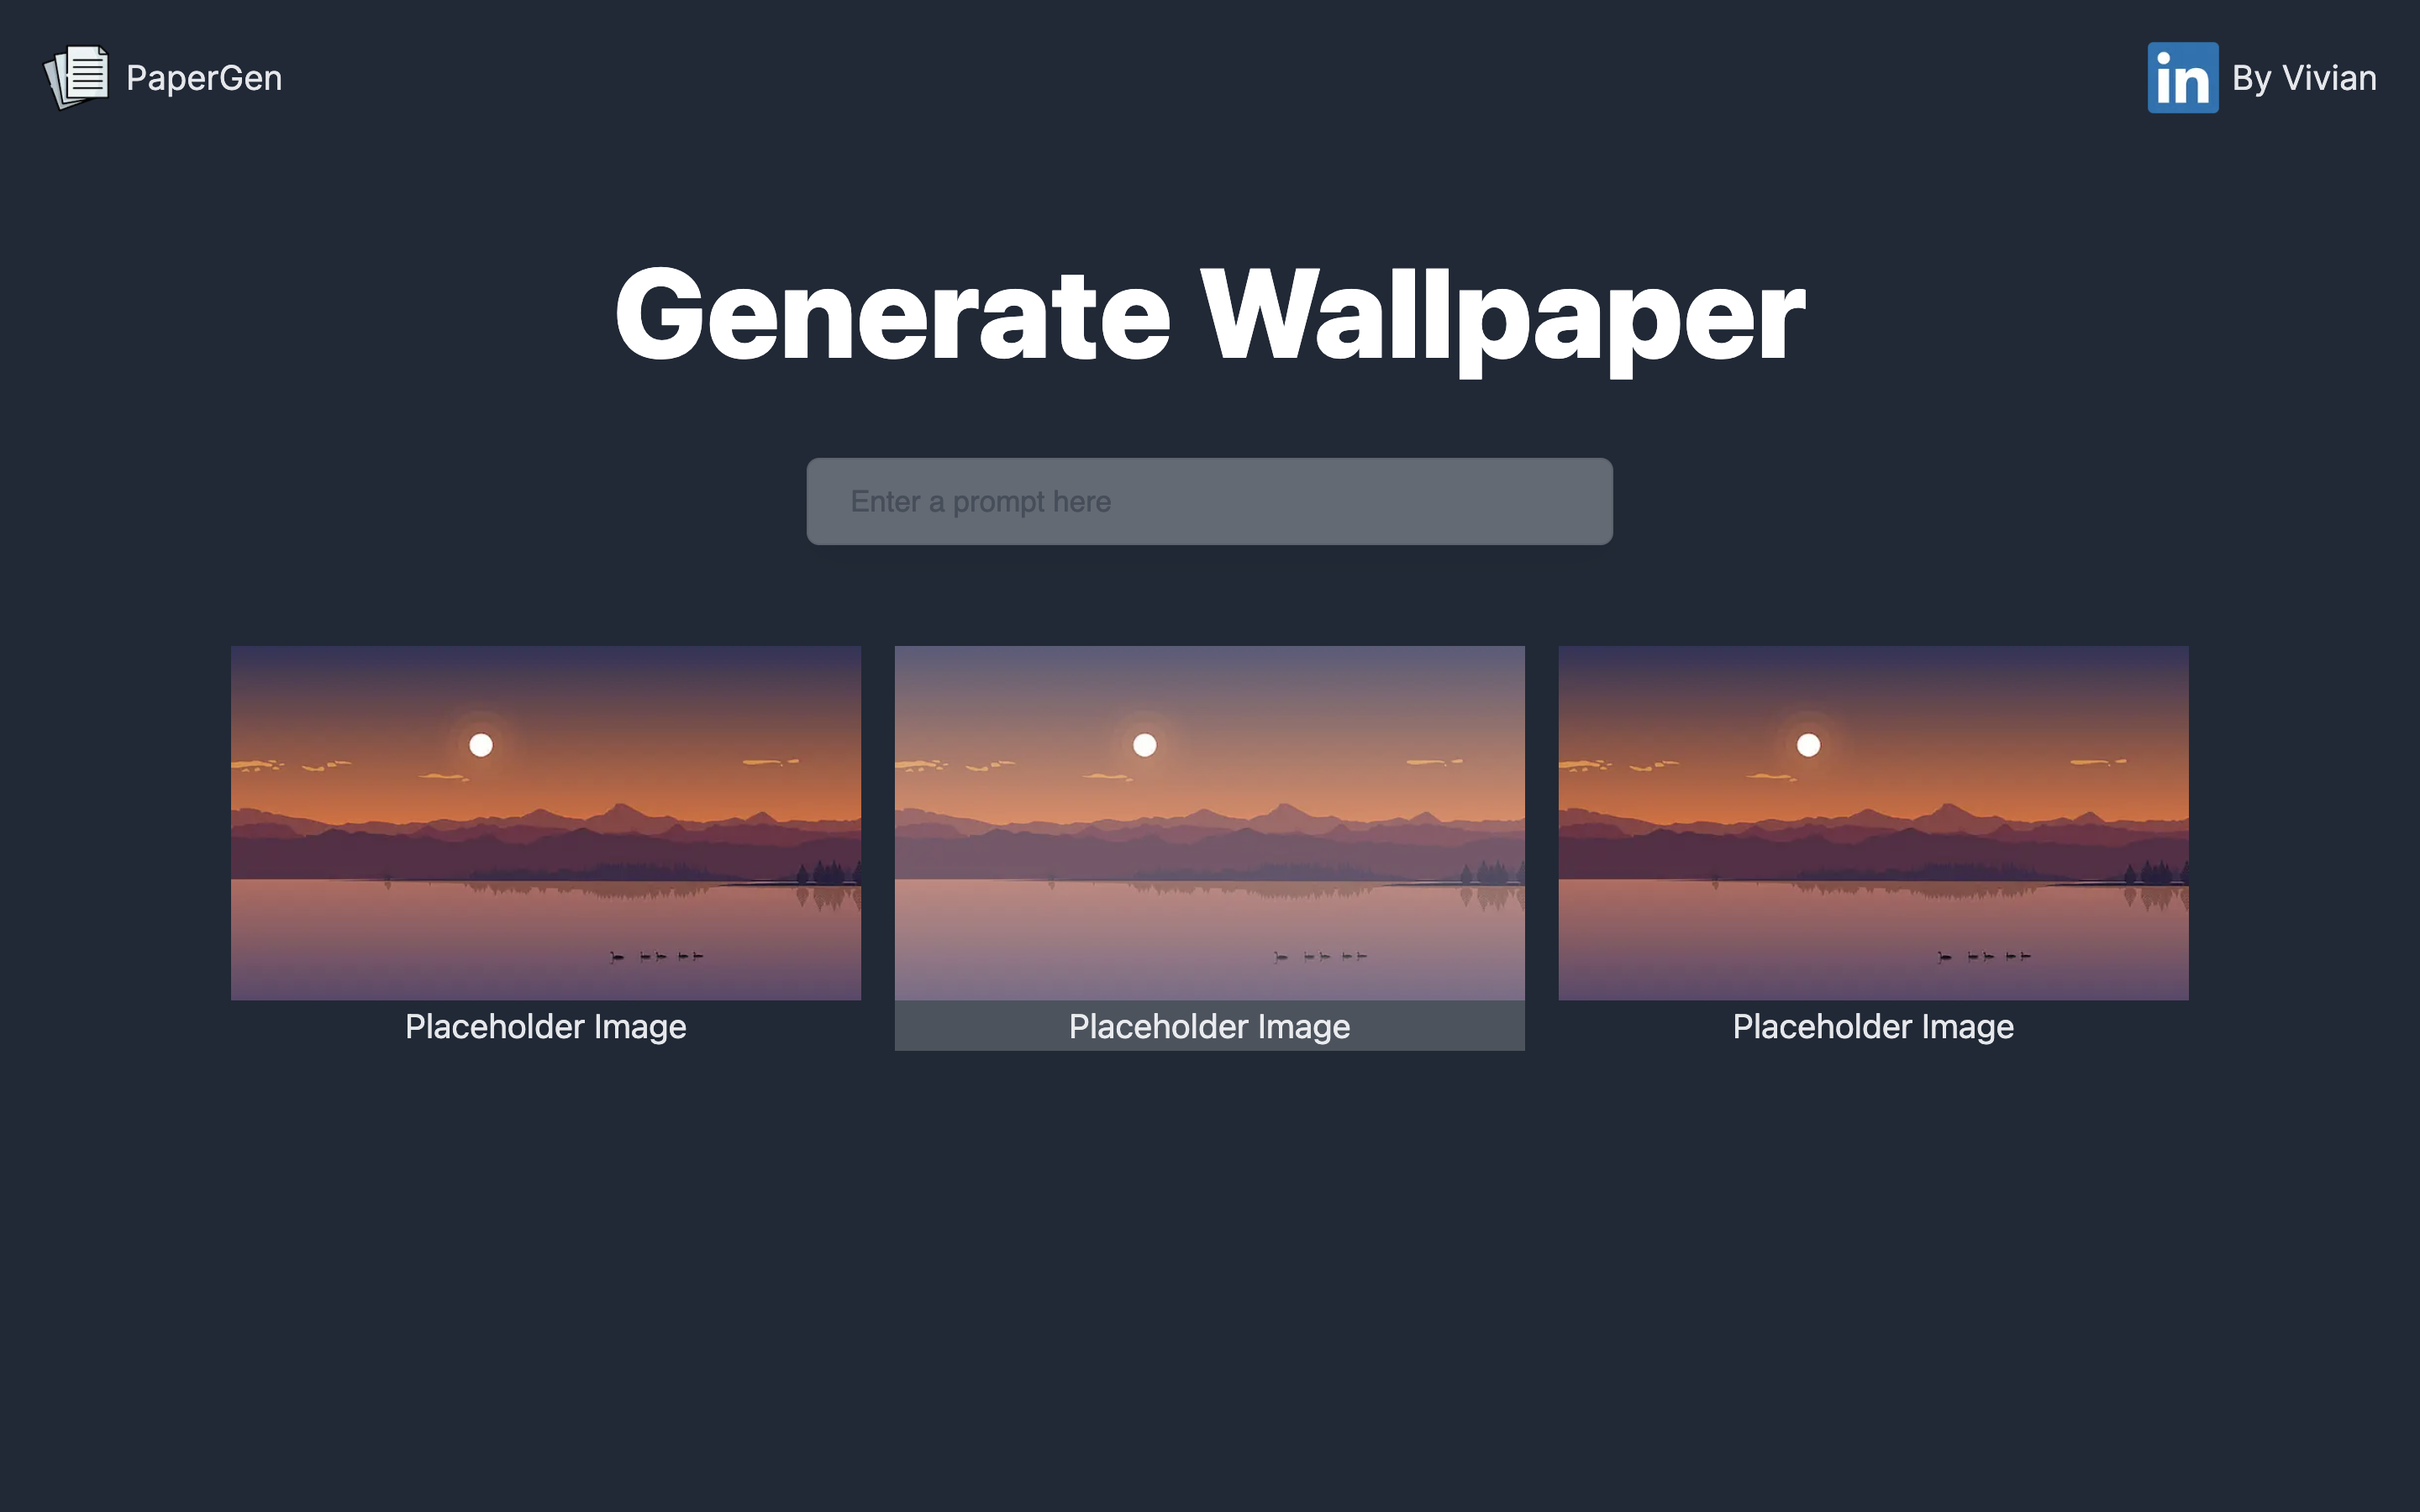 PaperGen
in By Vivian
Generate Wallpaper
Enter a prompt here
Placeholder Image
Placeholder Image
Placeholder Image